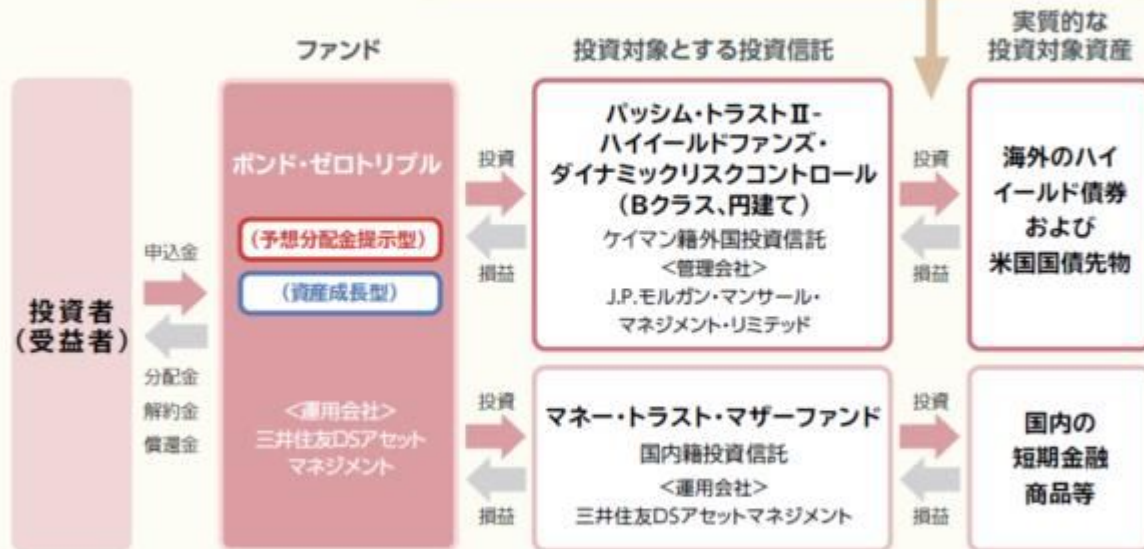 ファンド
投資対象とする投資信託
実質的な
投資対象資産
投資者
(受益者)
申込金
分配金
解約金
償還金
ボンド・ゼロトリプル
(予想分配金提示型)
(資産成長型)
<運用会社>
三井住友DSアセット
マネジメント
投資
損益
パッシム・トラストⅡ-
ハイイールドファンズ・
ダイナミックリスクコントロール
(Bクラス、円建て)
ケイマン籍外国投資信託
<管理会社>
J.P.モルガン・マンサール・
マネジメント・リミテッド
投資
損益
海外のハイ
イールド債券
および
米国国債先物
投資
損益
マネー・トラスト・マザーファンド
国内籍投資信託
<運用会社>
三井住友DSアセットマネジメント
投資
損益
国内の
短期金融
商品等